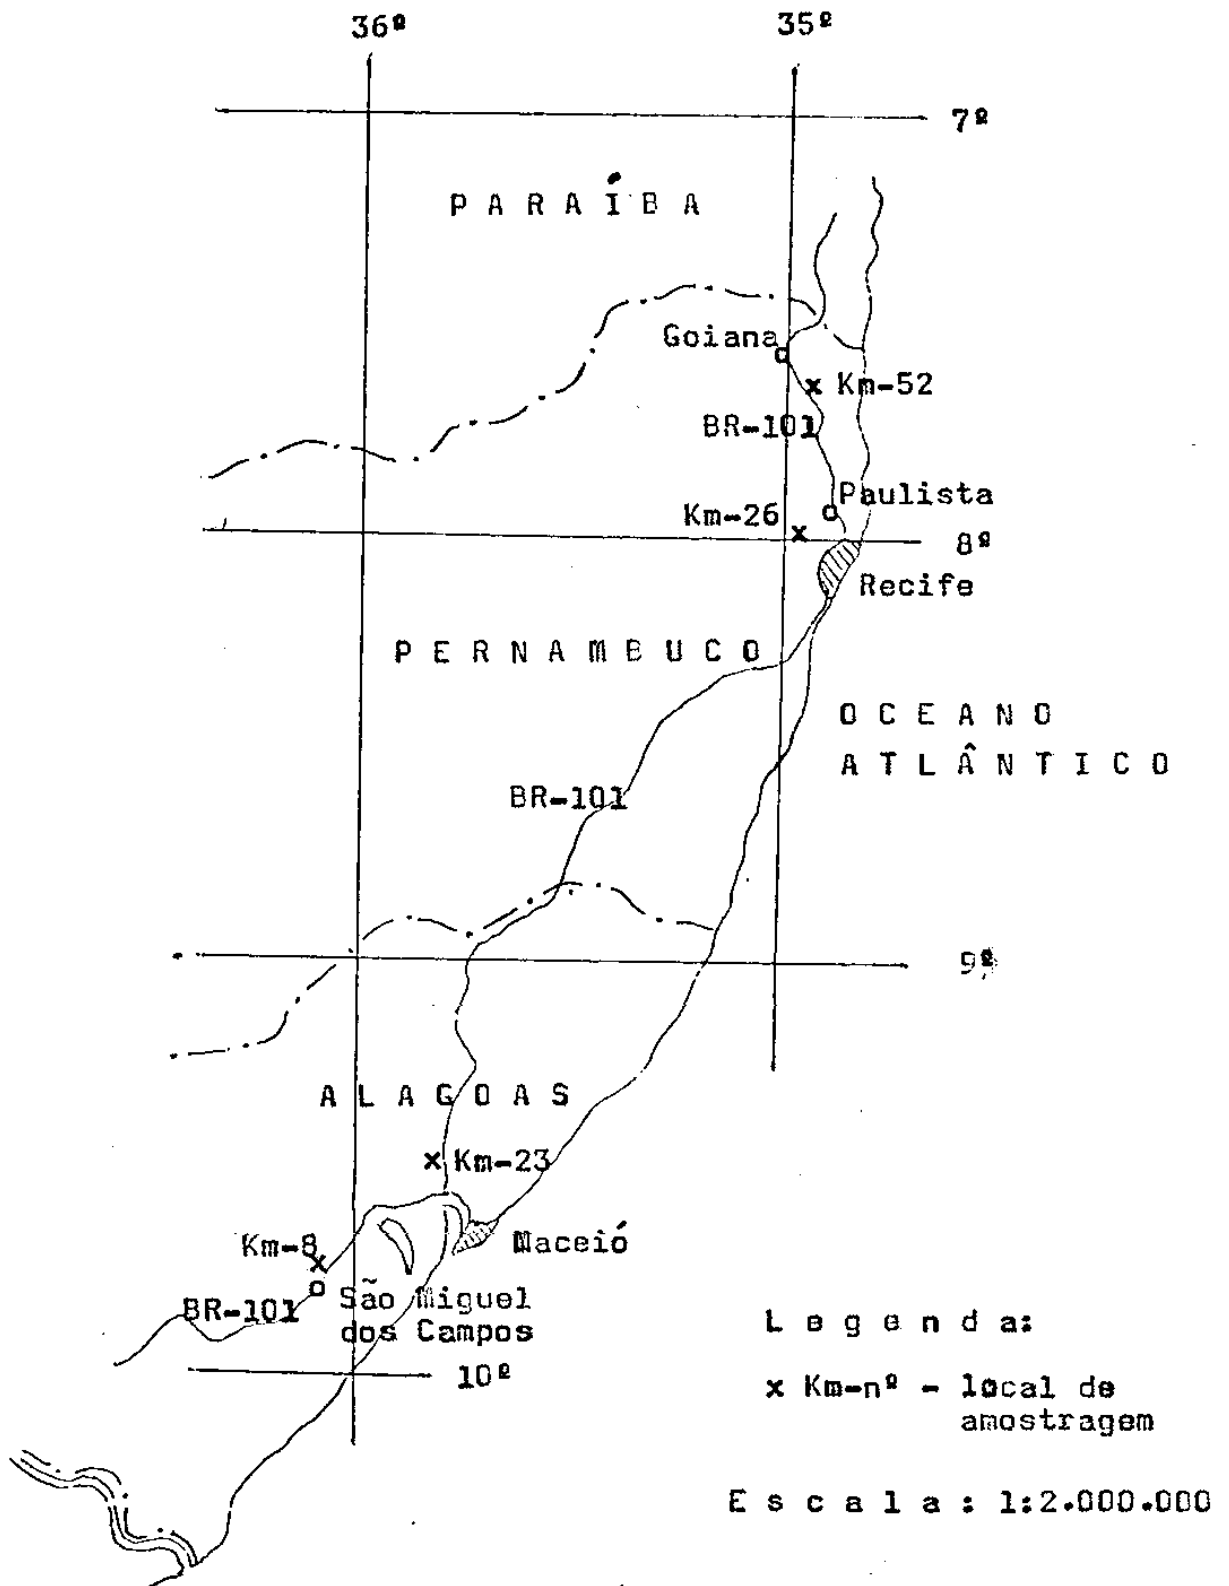 36º
35º
7º
PARAÍBA
Goiana
Km-52
BR-101
Paulista
Km-26
8º
Recife
PERNAMBUCO
OCEANO
ATLÂNTICO
BR-101
9º
ALAGOAS
Km-23
Km-8
Maceió
BR-101
São Miguel
dos Campos
10º
Legenda:
x Km-nº - local de
amostragem
Escala: 1:2.000.000